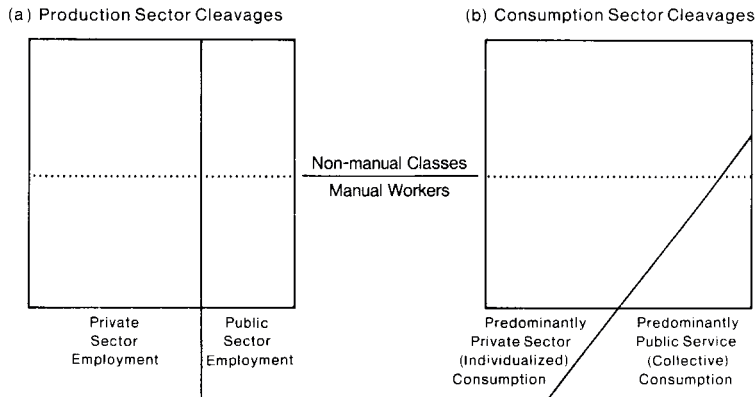 (a) Production Sector Cleavages
(b) Consumption Sector Cleavages
Non-manual Classes
Manual Workers
Private
Sector
Employment
Public
Sector
Employment
Predominantly
Private Sector
(Individualized)
Consumption
Predominantly
Public Service
(Collective)
Consumption